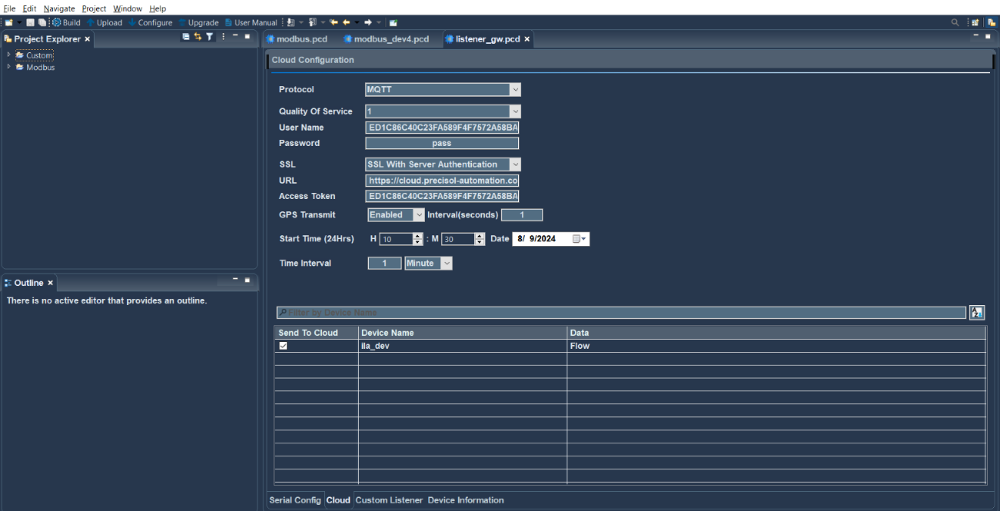 File Edit Navigate Project Window Help
Build Upload Configure Upgrade User Manual
Project Explorer
Custom
Modbus
Outline
There is no active editor that provides an outline.
modbus.pcd modbus_dev4.pcd listener_gw.pcd
Cloud Configuration
Protocol MQTT
Quality Of Service 1
User Name ED1C86C40C23FA589F4F7572A58BA
Password pass
SSL SSL With Server Authentication
URL https://cloud.precisol-automation.co
Access Token ED1C86C40C23FA589F4F7572A58BA
GPS Transmit Enabled Interval(seconds) 1
Start Time (24Hrs) H 10 : M 30 Date 8/ 9/2024
Time Interval 1 Minute
Filter by Device Name
Send To Cloud Device Name Data
ila_dev Flow
Serial Config Cloud Custom Listener Device Information